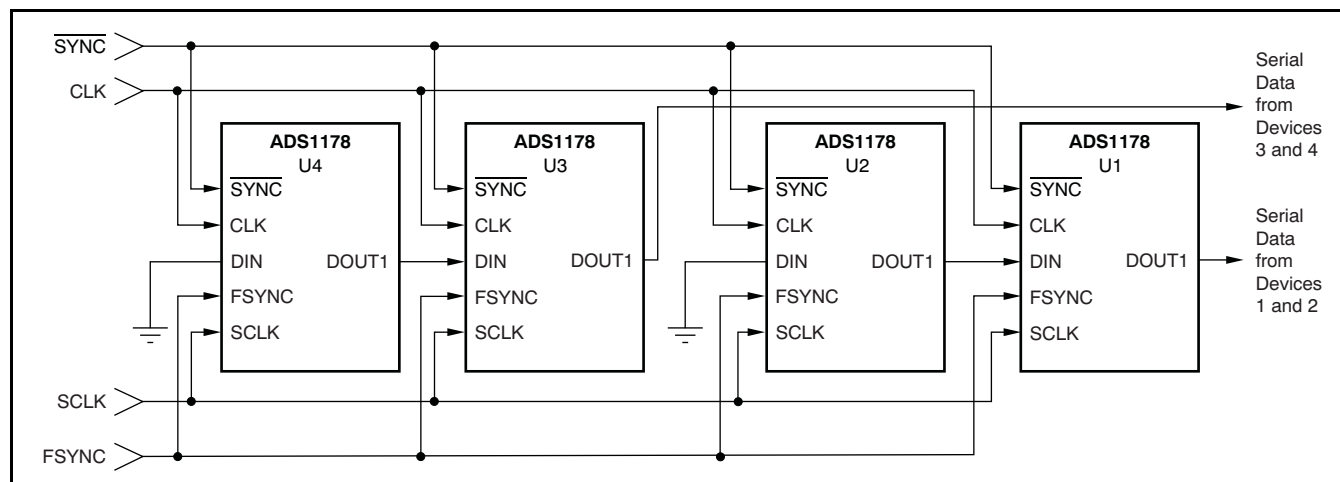 SYNC
CLK
Serial
Data
from
Devices
3 and 4
ADS1178
U4
SYNC
CLK
DIN
DOUT1
FSYNC
SCLK
ADS1178
U3
SYNC
CLK
DIN
DOUT1
FSYNC
SCLK
ADS1178
U2
SYNC
CLK
DIN
DOUT1
FSYNC
SCLK
ADS1178
U1
SYNC
CLK
DIN
DOUT1
FSYNC
SCLK
Serial
Data
from
Devices
1 and 2
SCLK
FSYNC